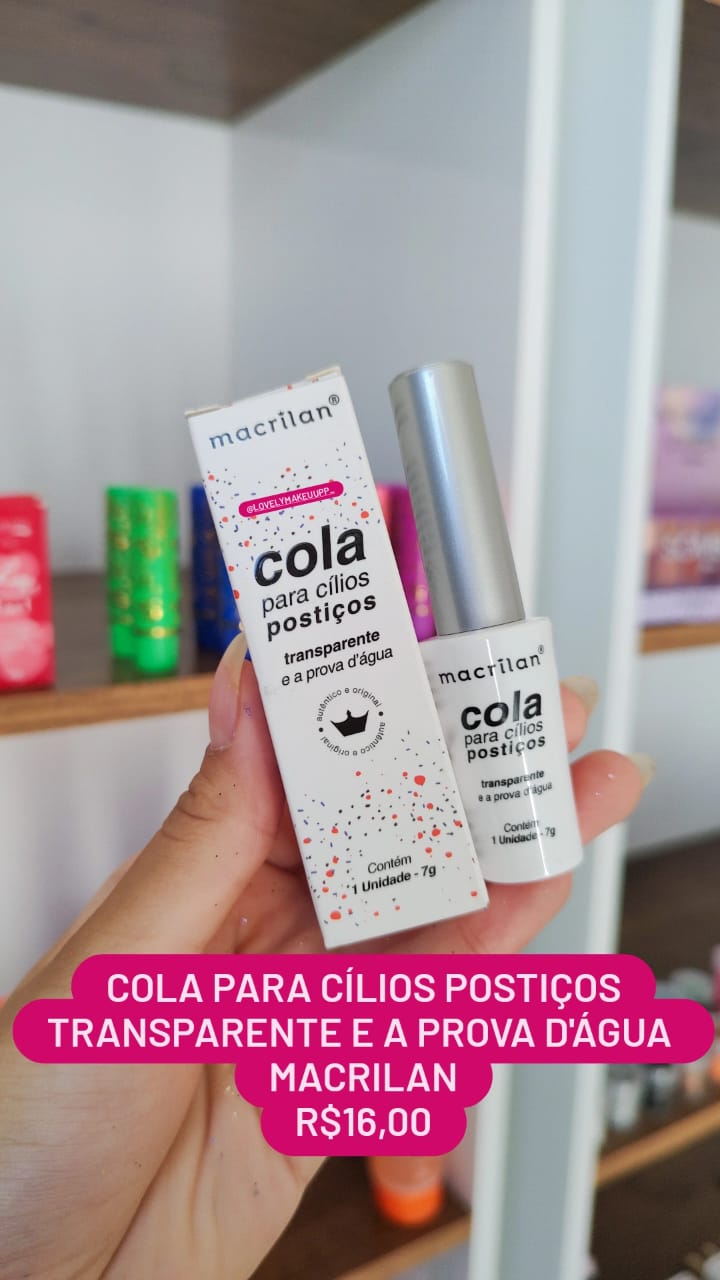 macrilan®
@LOVELYMAKEUUPP_
cola
para cílios
postiços
transparente
e a prova d'água
autêntico e original
autêntico e original
Contém
1 Unidade - 7g
macrilan®
cola
para cílios
postiços
transparente
e a prova d'água
Contém
1 Unidade - 7g
COLA PARA CÍLIOS POSTIÇOS
TRANSPARENTE E A PROVA D'ÁGUA
MACRILAN
R$16,00